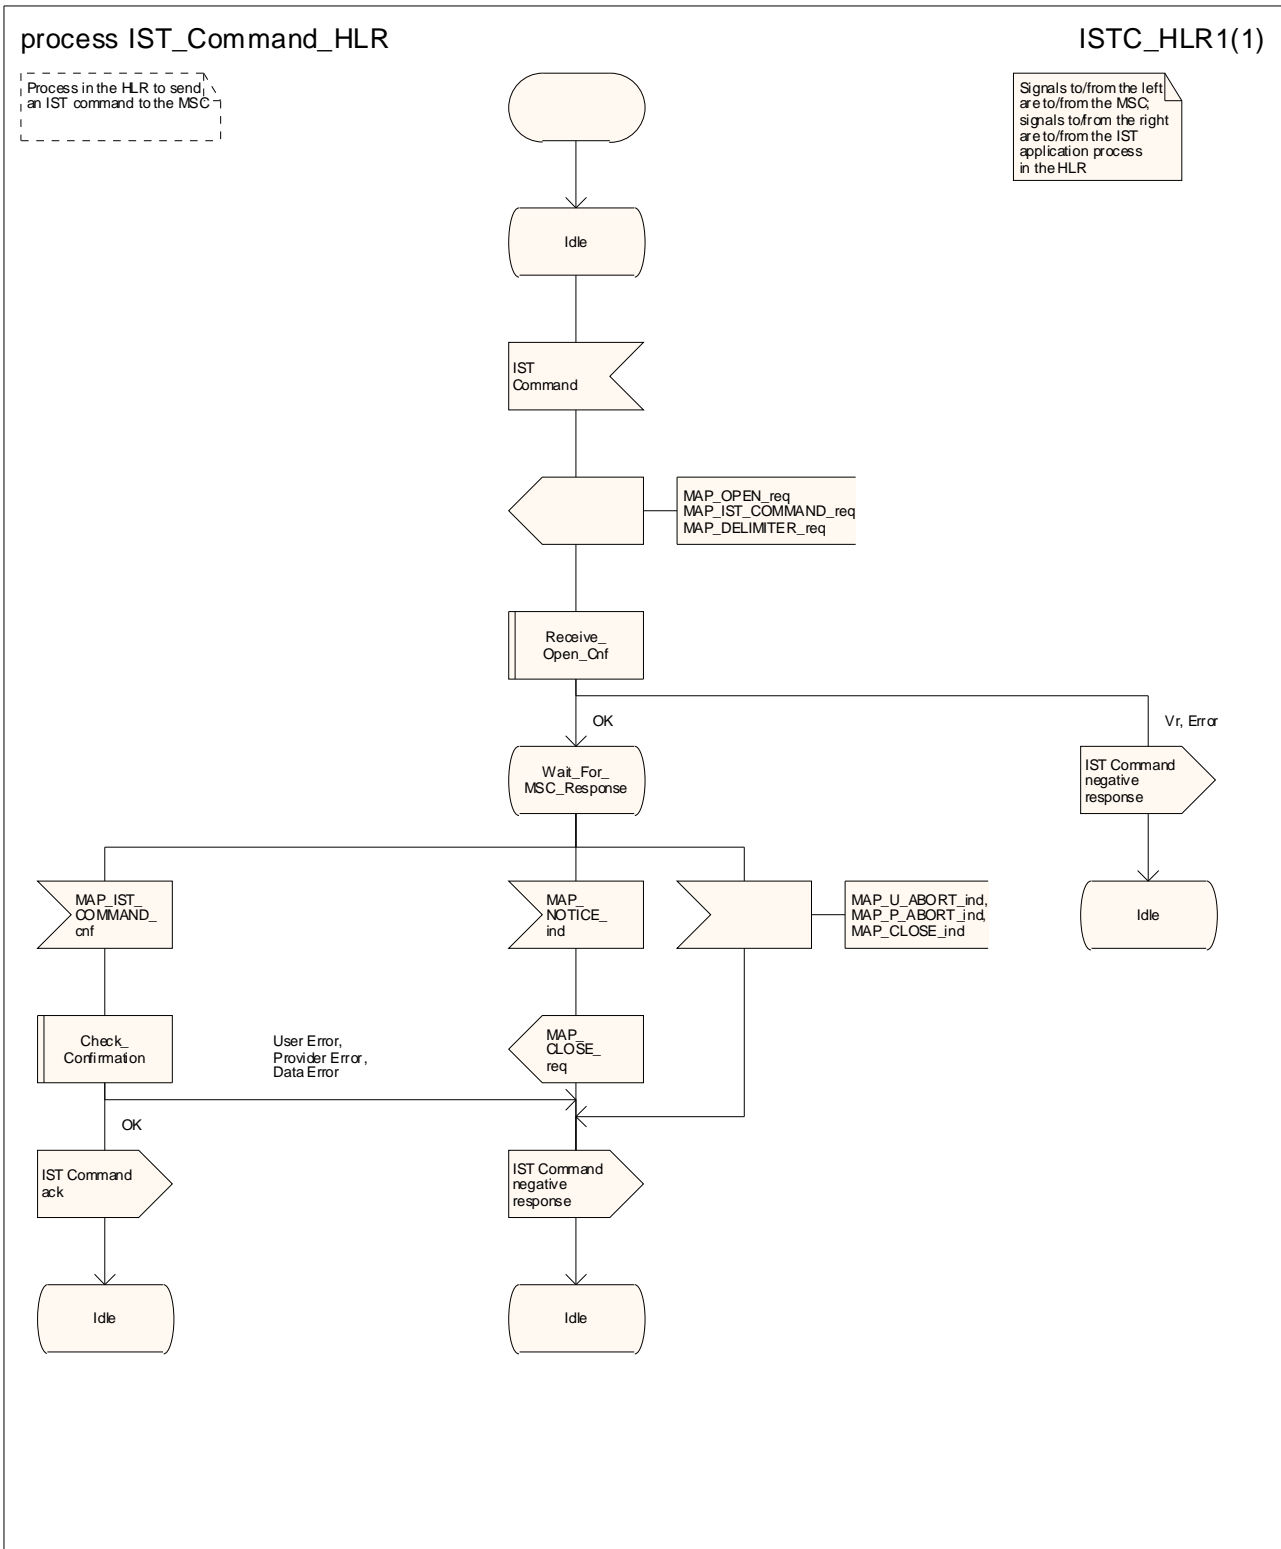 process IST_Command_HLR
ISTC_HLR1(1)
Process in the HLR to send
an IST command to the MSC
Signals to/from the left
are to/from the MSC;
signals to/from the right
are to/from the IST
application process
in the HLR
Idle
IST
Command
MAP_OPEN_req
MAP_IST_COMMAND_req
MAP_DELIMITER_req
Receive_
Open_Cnf
OK
Vr, Error
Wait_For_
MSC_Response
IST Command
negative
response
MAP_IST_
COMMAND_
cnf
MAP_
NOTICE_
ind
MAP_U_ABORT_ind,
MAP_P_ABORT_ind,
MAP_CLOSE_ind
Idle
Check_
Confirmation
User Error,
Provider Error,
Data Error
MAP_
CLOSE_
req
OK
IST Command
ack
IST Command
negative
response
Idle
Idle